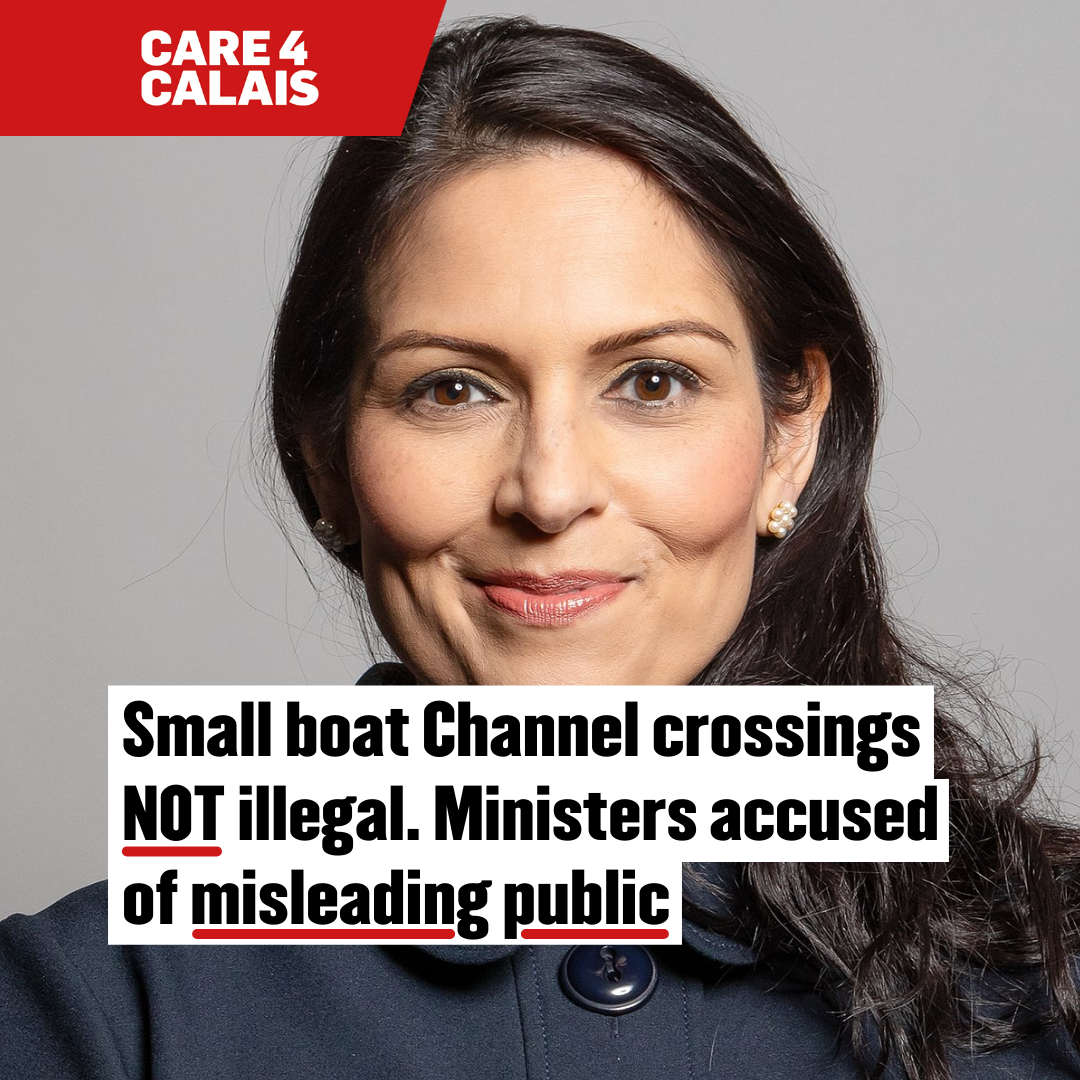 CARE 4
CALAIS
Small boat Channel crossings
NOT illegal. Ministers accused
of misleading public